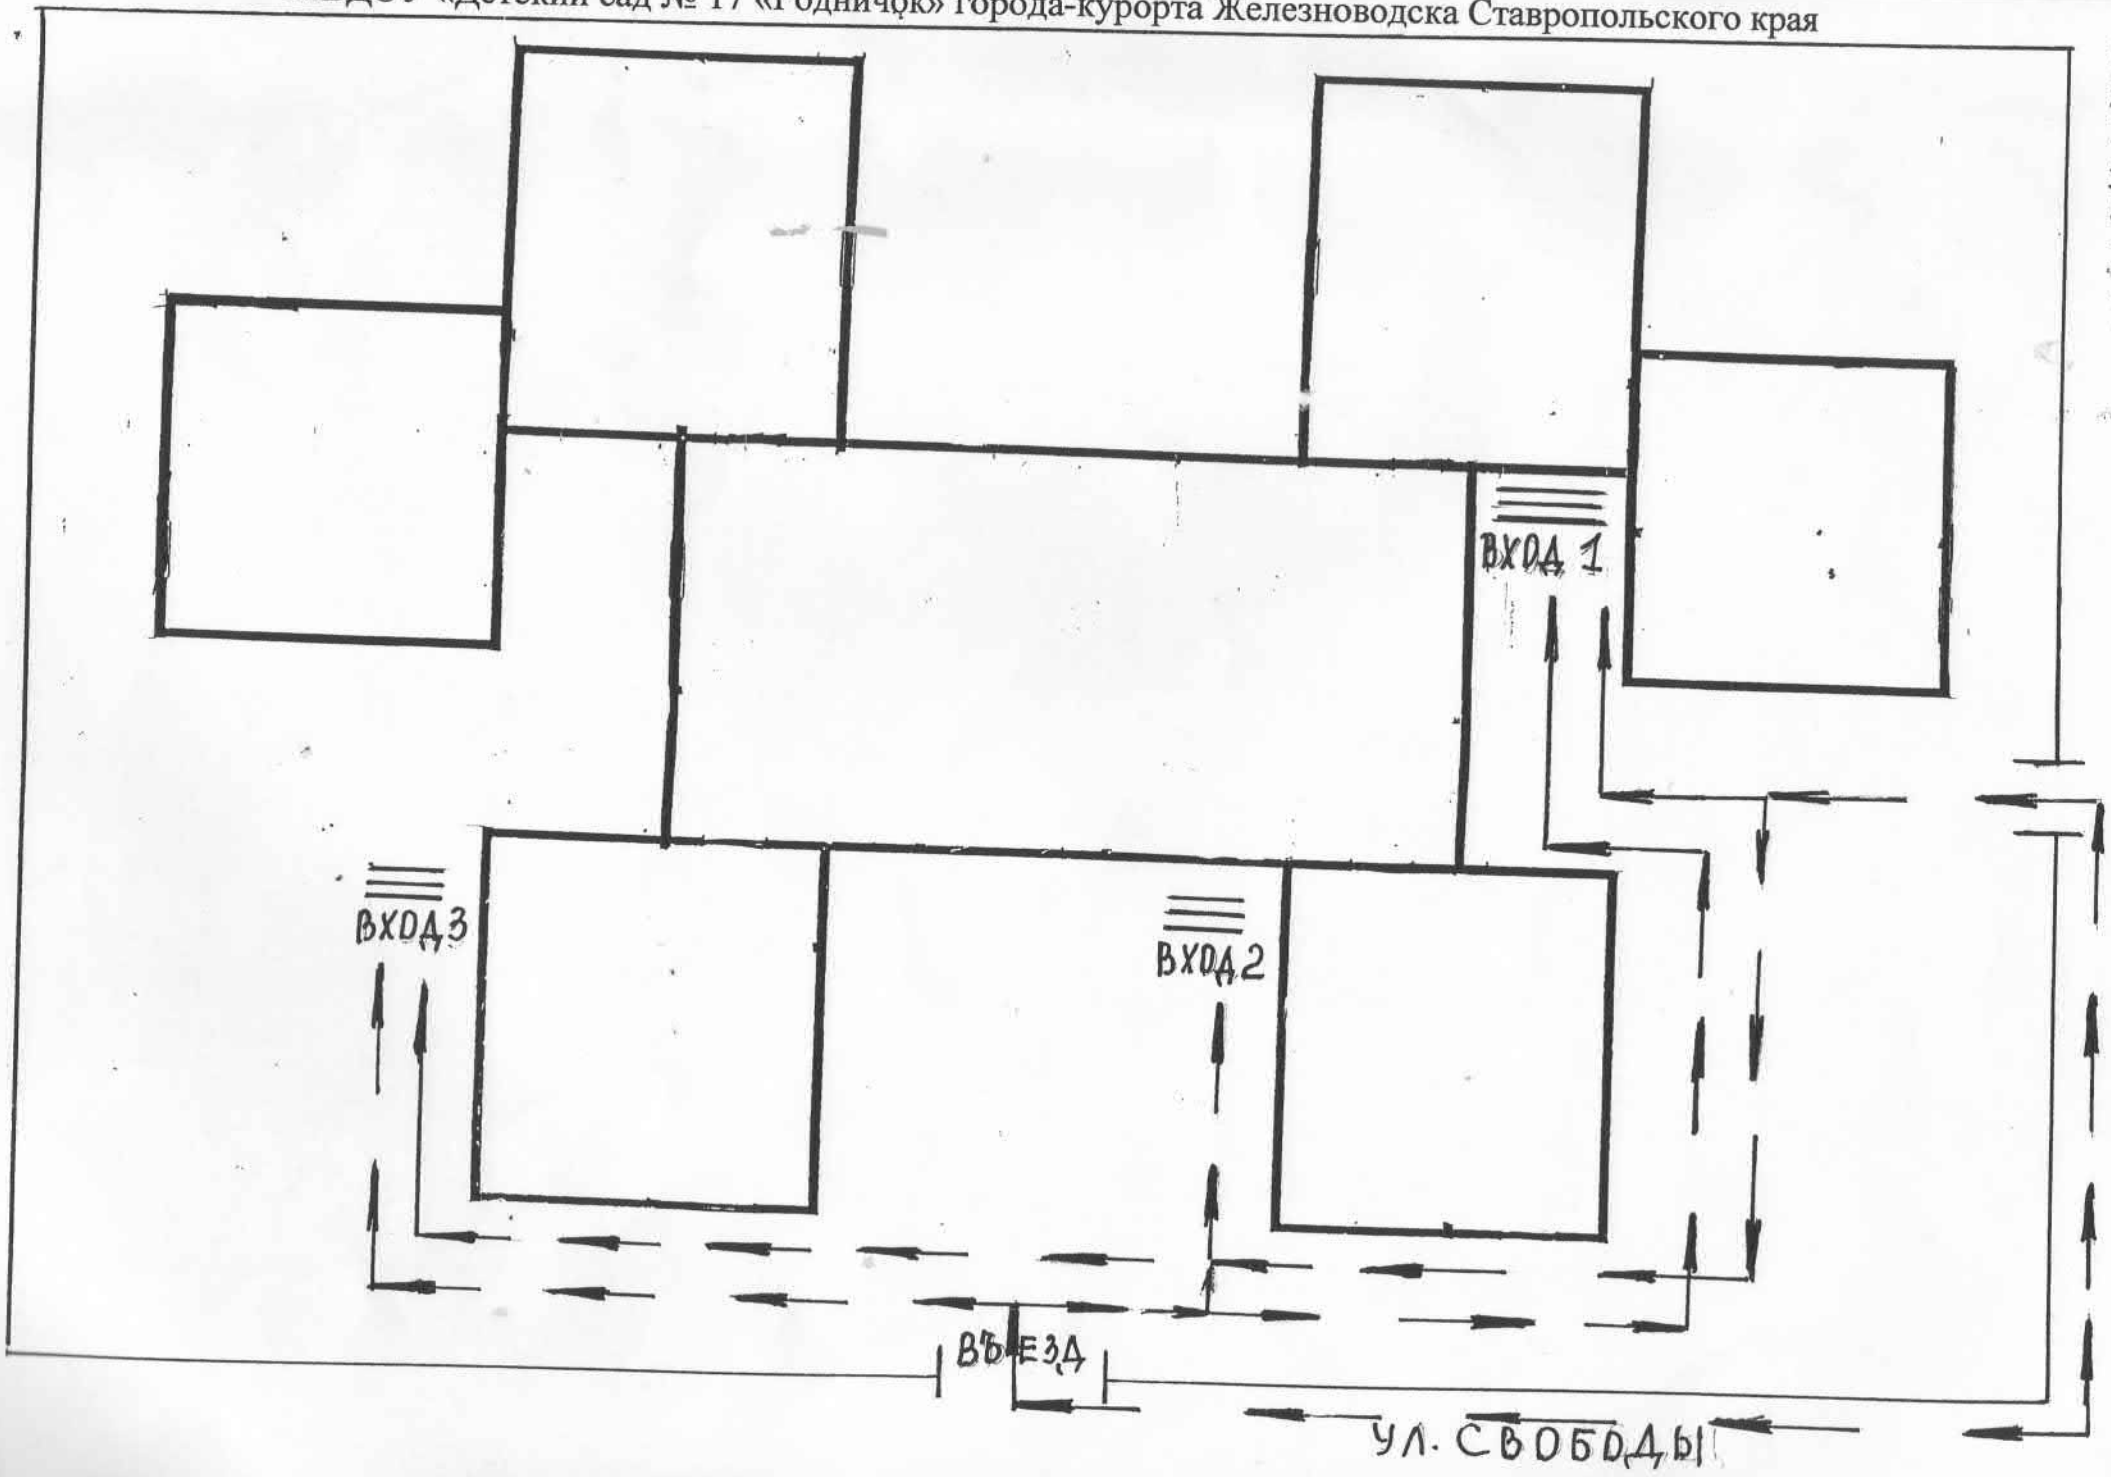 «Детский сад № 17 «Родничок» города-курорта Железноводска Ставропольского края
ВХОД 1
ВХОД 3
ВХОД 2
ВЪЕЗД
УЛ. СВОБОДЫ